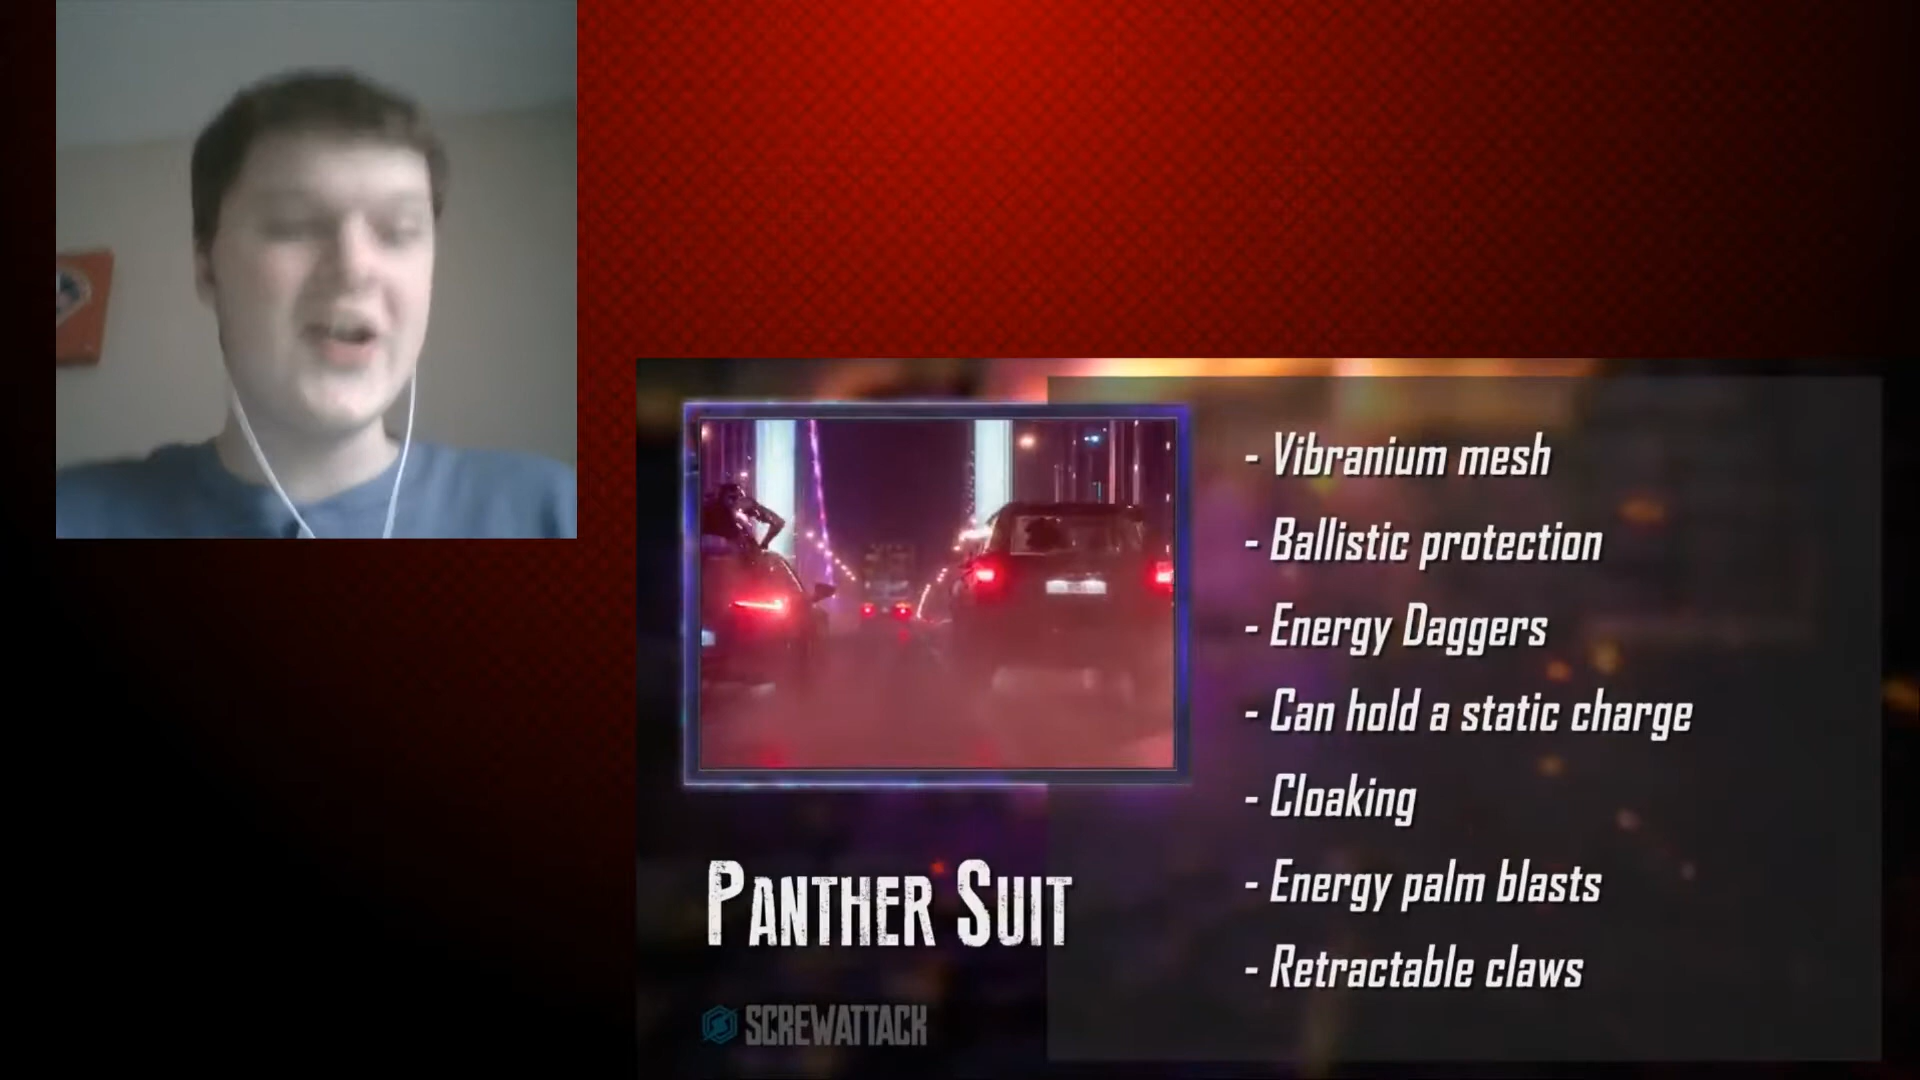 - Vibranium mesh
- Ballistic protection
- Energy Daggers
- Can hold a static charge
- Cloaking
- Energy palm blasts
- Retractable claws
PANTHER SUIT
SCREWATTACK